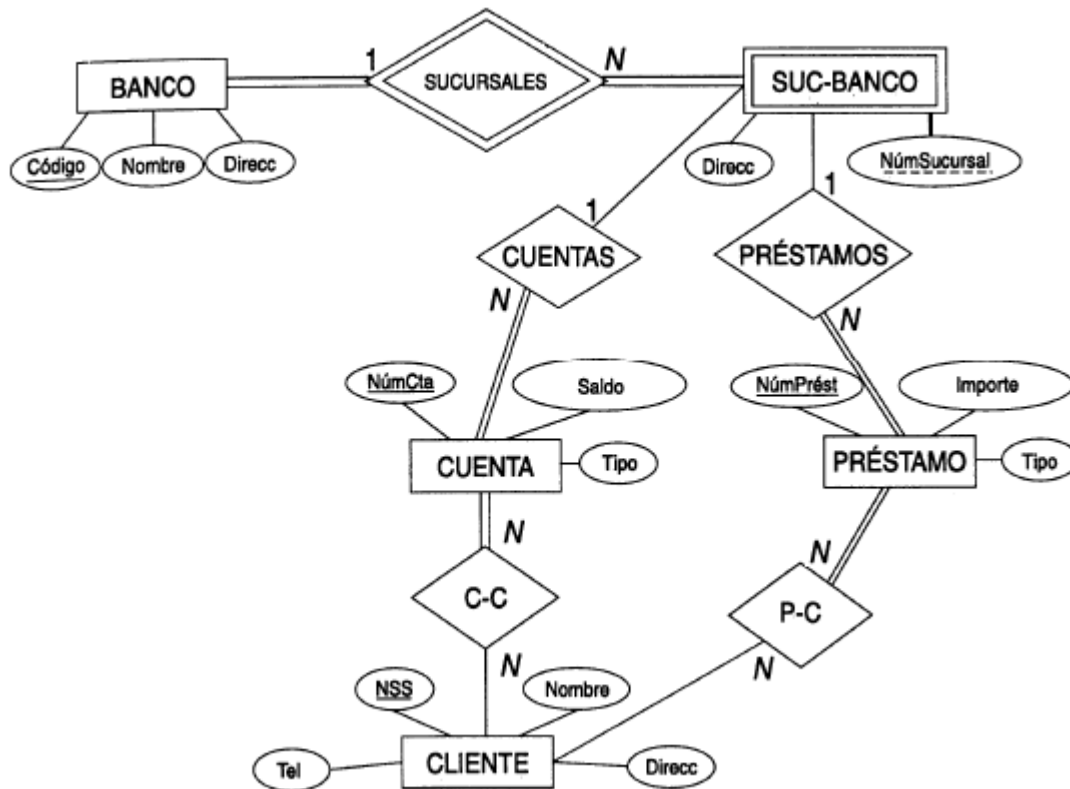 1
N
BANCO
SUCURSALES
SUC-BANCO
Código
Nombre
Direcc
Direcc
NúmSucursal
1
1
CUENTAS
PRÉSTAMOS
N
N
NúmCta
Saldo
NúmPrést
Importe
CUENTA
Tipo
PRÉSTAMO
Tipo
N
N
C-C
P-C
N
N
NSS
Nombre
Tel
CLIENTE
Direcc